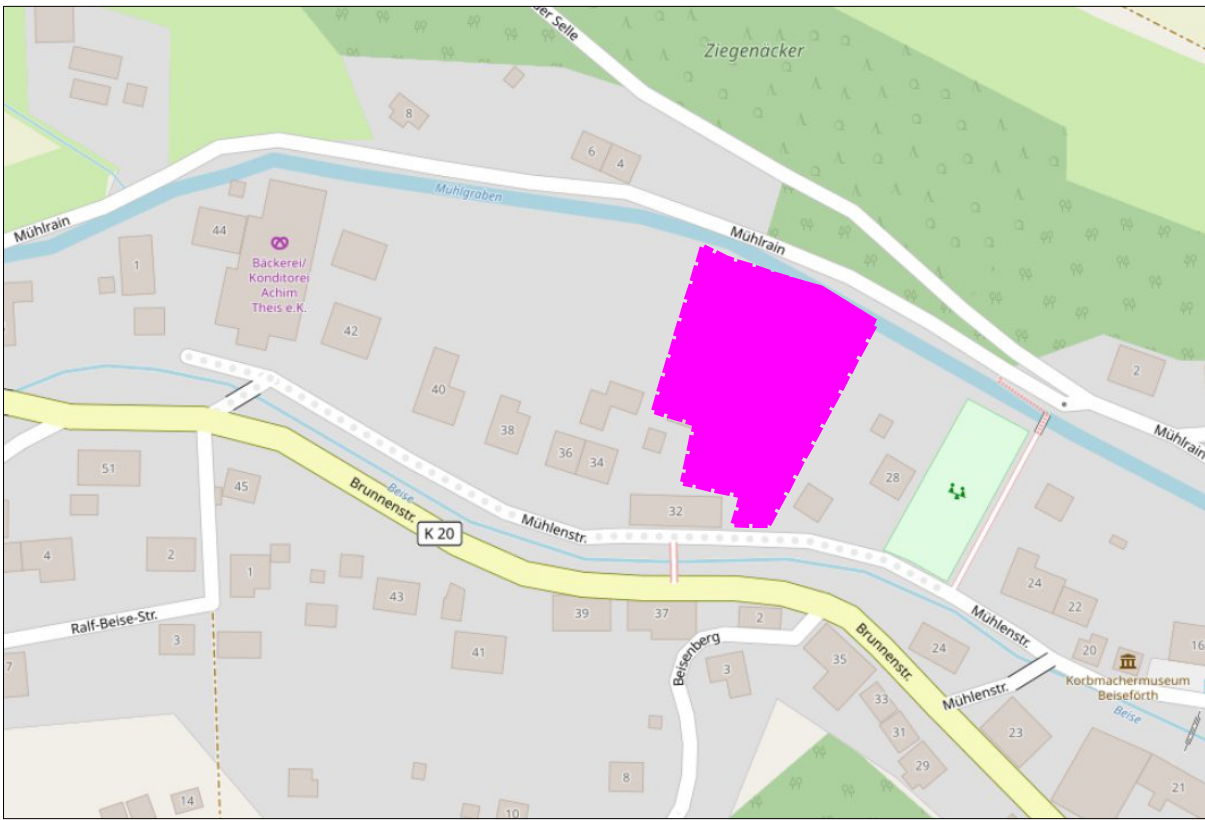 der Selle
Ziegenacker
8
6
4
Mühlgraben
Mühlrain
Mühlrain
44
1
Bäckerei/
Konditorei
Achim
Theis e.K.
42
2
40
38
36
34
28
Mühlrain
51
45
Brunnenstr.
Beise
K 20
Mühlenstr.
32
4
2
1
43
39
37
2
24
22
Mühlenstr.
Ralf-Beise-Str.
3
41
Beisenberg
3
35
Brunnenstr.
24
20
16
Korbmachermuseum
Beiseförth
7
33
31
29
Mühlenstr.
23
Beise
8
21
14
10